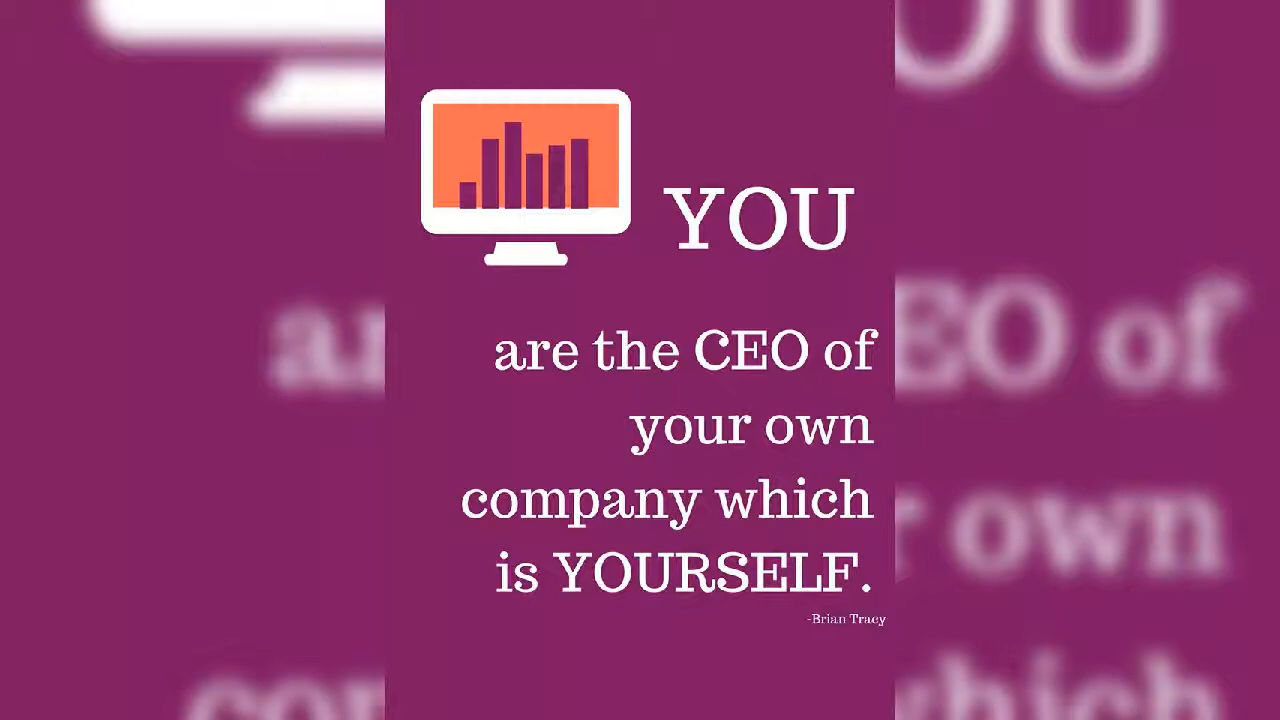 YOU
are the CEO of
your own
company which
is YOURSELF.
-Brian Tracy